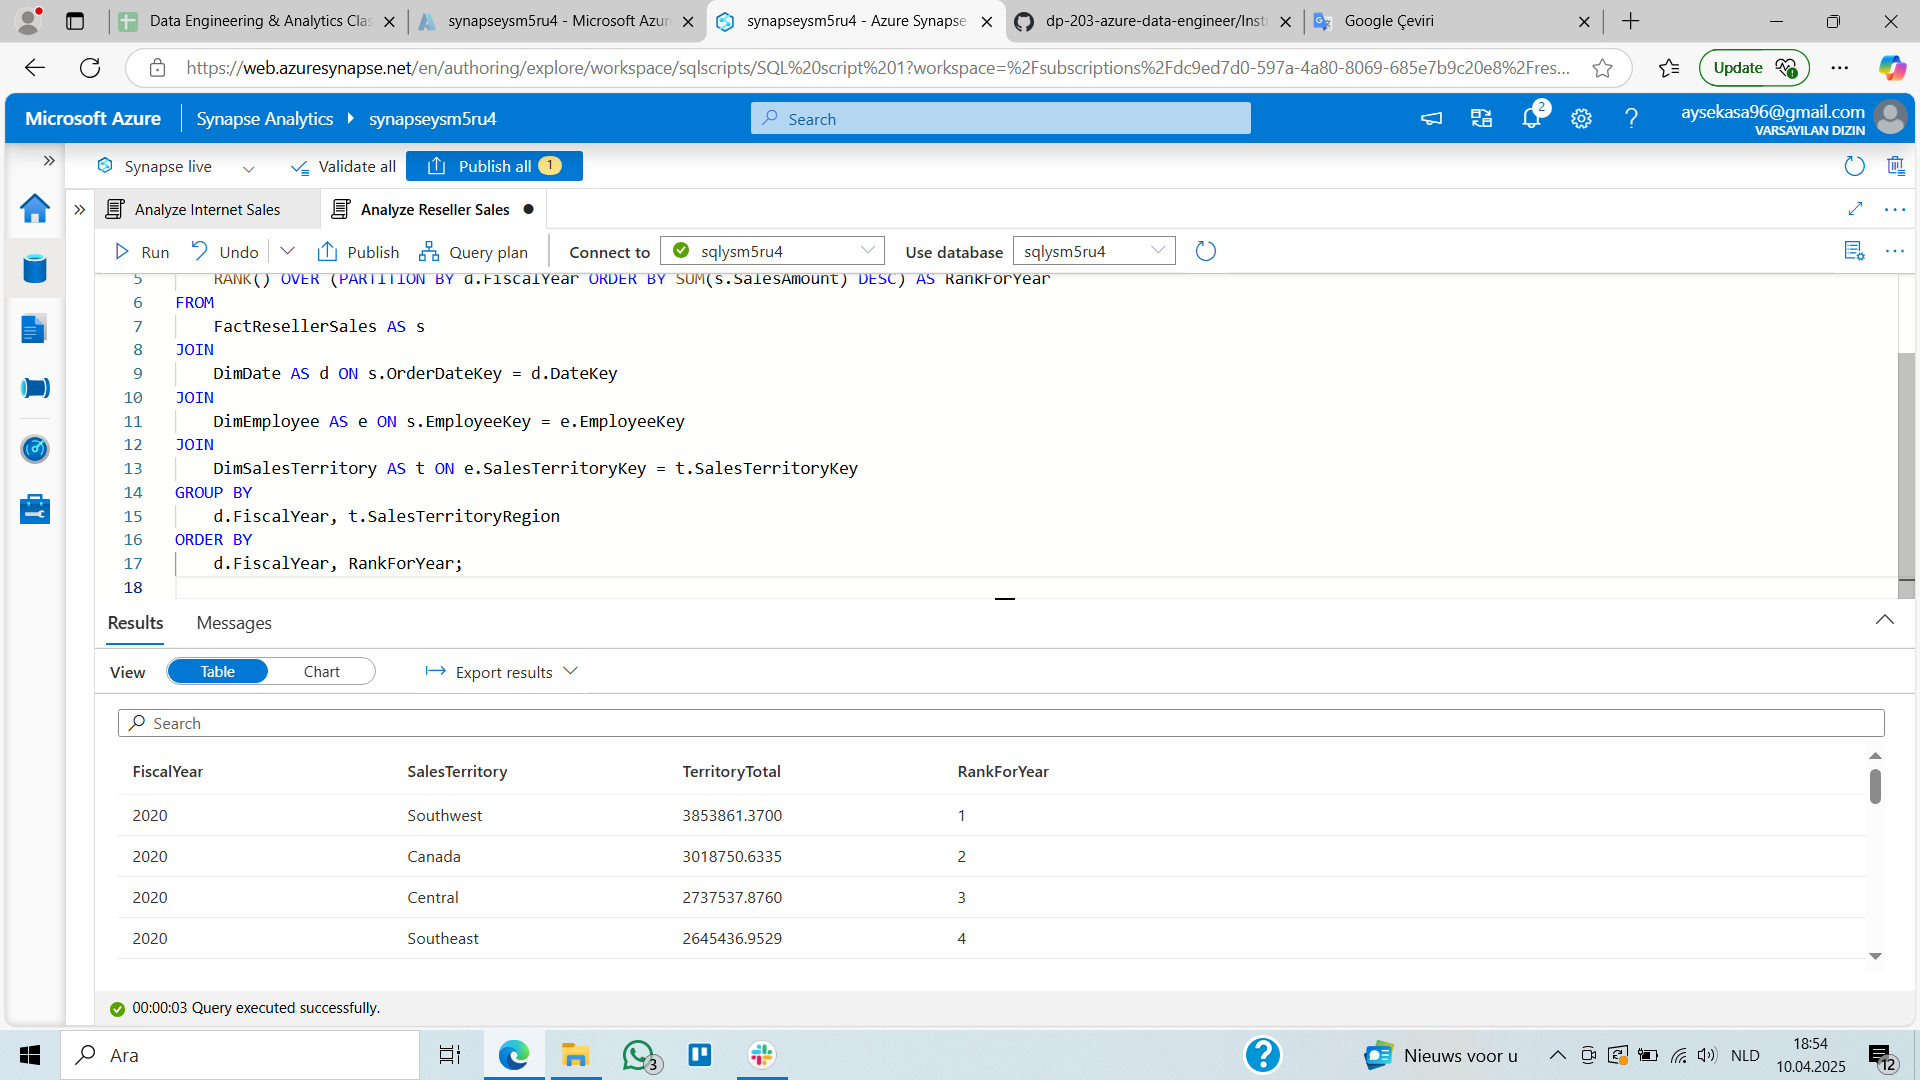 Data Engineering & Analytics Clas
synapseysm5ru4 - Microsoft Azur
synapseysm5ru4 - Azure Synapse
dp-203-azure-data-engineer/Inst
Google Çeviri
https://web.azuresynapse.net/en/authoring/explore/workspace/sqlscripts/SQL%20script%201?workspace=%2Fsubscriptions%2Fdc9ed7d0-597a-4a80-8069-685e7b9c20e8%2Fres...
Update
Microsoft Azure
Synapse Analytics
synapseysm5ru4
Search
2
aysekasa96@gmail.com
VARSAYILAN DIZIN
Synapse live
Validate all
Publish all
1
Analyze Internet Sales
Analyze Reseller Sales
Run
Undo
Publish
Query plan
Connect to
sqlysm5ru4
Use database
sqlysm5ru4
5 RANK() OVER (PARTITION BY d.FiscalYear ORDER BY SUM(s.SalesAmount) DESC) AS RankForYear
6 FROM
7 FactResellerSales AS s
8 JOIN
9 DimDate AS d ON s.OrderDateKey = d.DateKey
10 JOIN
11 DimEmployee AS e ON s.EmployeeKey = e.EmployeeKey
12 JOIN
13 DimSalesTerritory AS t ON e.SalesTerritoryKey = t.SalesTerritoryKey
14 GROUP BY
15 d.FiscalYear, t.SalesTerritoryRegion
16 ORDER BY
17 d.FiscalYear, RankForYear;
18
Results
Messages
View
Table
Chart
Export results
Search
FiscalYear SalesTerritory TerritoryTotal RankForYear
2020 Southwest 3853861.3700 1
2020 Canada 3018750.6335 2
2020 Central 2737537.8760 3
2020 Southeast 2645436.9529 4
00:00:03 Query executed successfully.
Ara
3
Nieuws voor u
NLD
18:54
10.04.2025
12